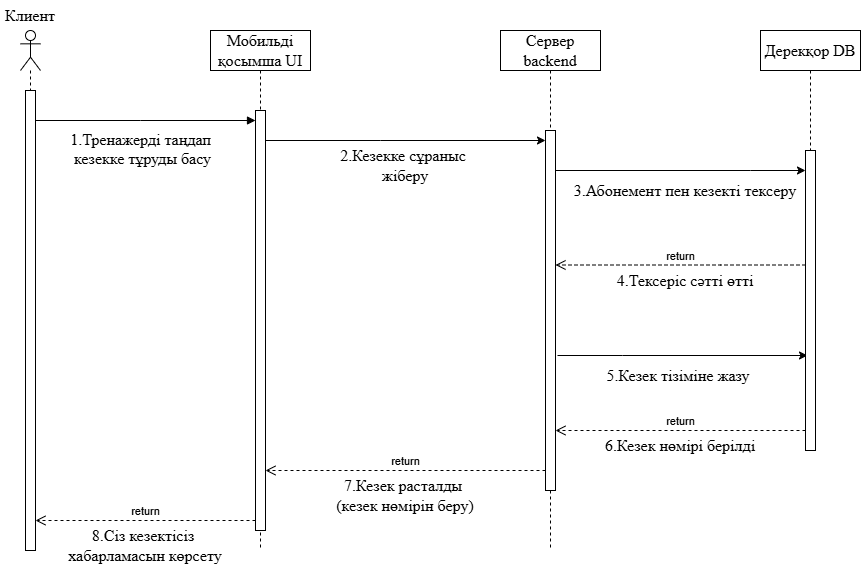 Клиент
Мобильді
қосымша UI
Сервер
backend
Дерекқор DB
1.Тренажерді таңдап
кезекке тұруды басу
2.Кезекке сұраныс
жіберу
3.Абонемент пен кезекті тексеру
return
4.Тексеріс сәтті өтті
5.Кезек тізіміне жазу
return
6.Кезек нөмірі берілді
return
7.Кезек расталды
(кезек нөмірін беру)
return
8.Сіз кезектісіз
хабарламасын көрсету